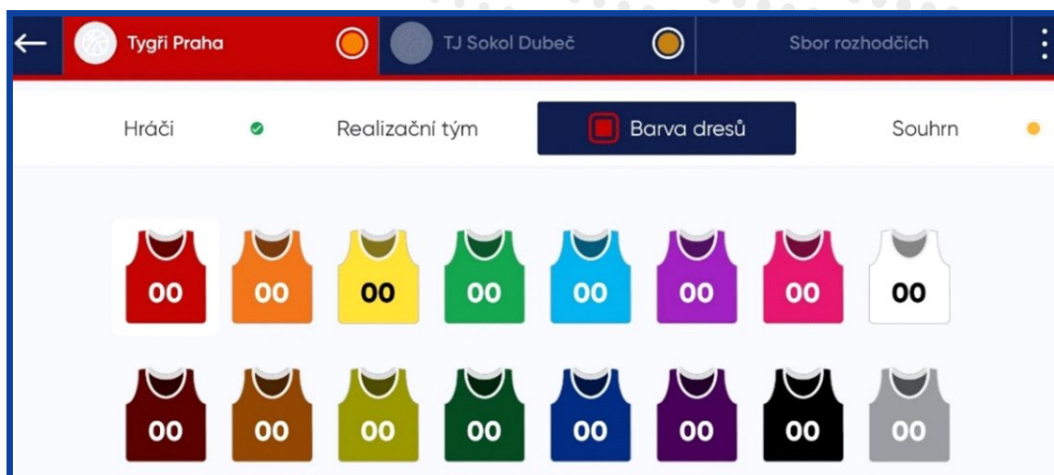 Tygři Praha TJ Sokol Dubeč Sbor rozhodčích
Hráči Realizační tým Barva dresů Souhrn
00 00 00 00 00 00 00 00
00 00 00 00 00 00 00 00